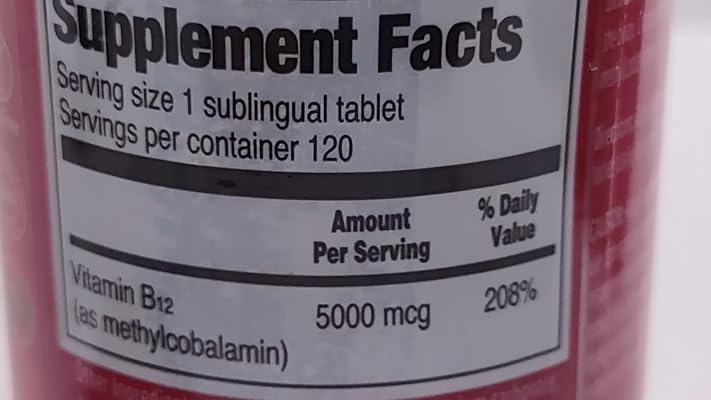 Supplement Facts
Serving size 1 sublingual tablet
Servings per container 120
Amount Per Serving
% Daily Value
Vitamin B12 (as methylcobalamin)
5000 mcg
208%